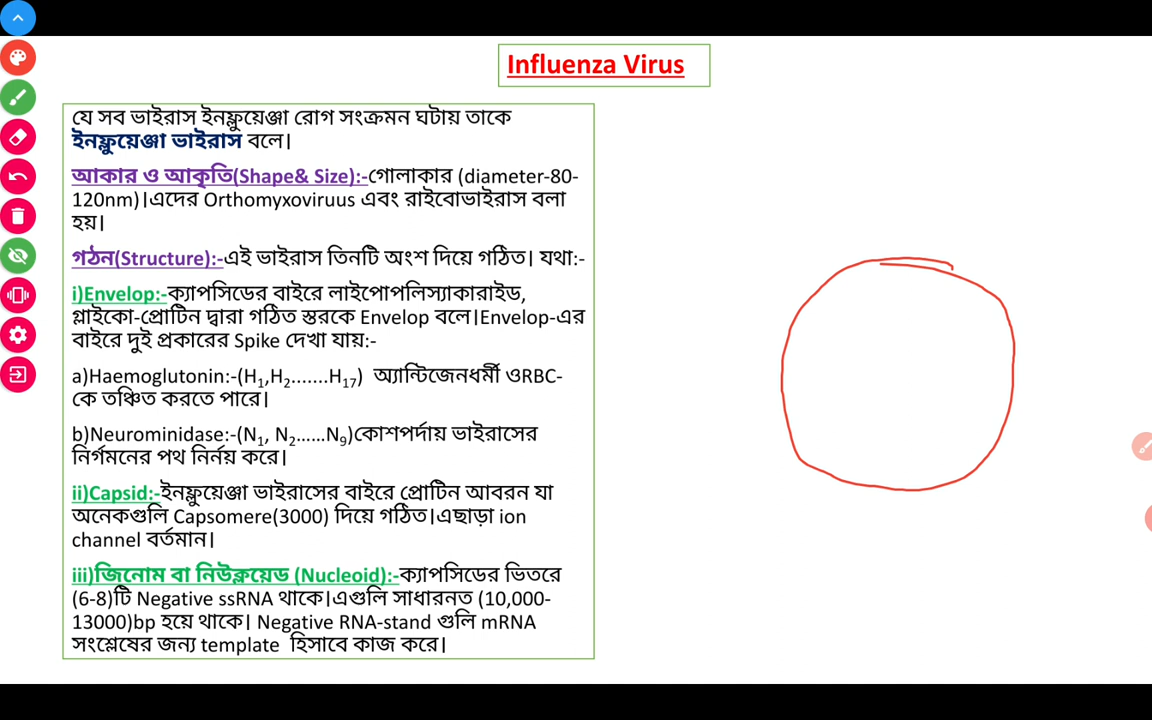 Influenza Virus
যে সব ভাইরাস ইনফ্লুয়েঞ্জা রোগ সংক্রমন ঘটায় তাকে
ইনফ্লুয়েঞ্জা ভাইরাস বলে।
আকার ও আকৃতি(Shape& Size):-গোলাকার (diameter-80-
120nm)।এদের Orthomyxoviruus এবং রাইবোভাইরাস বলা
হয়।
গঠন(Structure):-এই ভাইরাস তিনটি অংশ দিয়ে গঠিত। যথা:-
i)Envelop:-ক্যাপসিডের বাইরে লাইপোপলিস্যাকারাইড,
গ্লাইকো-প্রোটিন দ্বারা গঠিত স্তরকে Envelop বলে।Envelop-এর
বাইরে দুই প্রকারের Spike দেখা যায়:-
a)Haemoglutonin:-(H₁,H₂.......H₁₇) অ্যান্টিজেনধর্মী ওRBC-
কে তঞ্চিত করতে পারে।
b)Neurominidase:-(N₁, N₂......N₉)কোশপর্দায় ভাইরাসের
নির্গমনের পথ নির্নয় করে।
ii)Capsid:-ইনফ্লুয়েঞ্জা ভাইরাসের বাইরে প্রোটিন আবরন যা
অনেকগুলি Capsomere(3000) দিয়ে গঠিত।এছাড়া ion
channel বর্তমান।
iii)জিনোম বা নিউক্লয়েড (Nucleoid):-ক্যাপসিডের ভিতরে
(6-8)টি Negative ssRNA থাকে।এগুলি সাধারনত (10,000-
13000)bp হয়ে থাকে। Negative RNA-stand গুলি mRNA
সংশ্লেষের জন্য template হিসাবে কাজ করে।